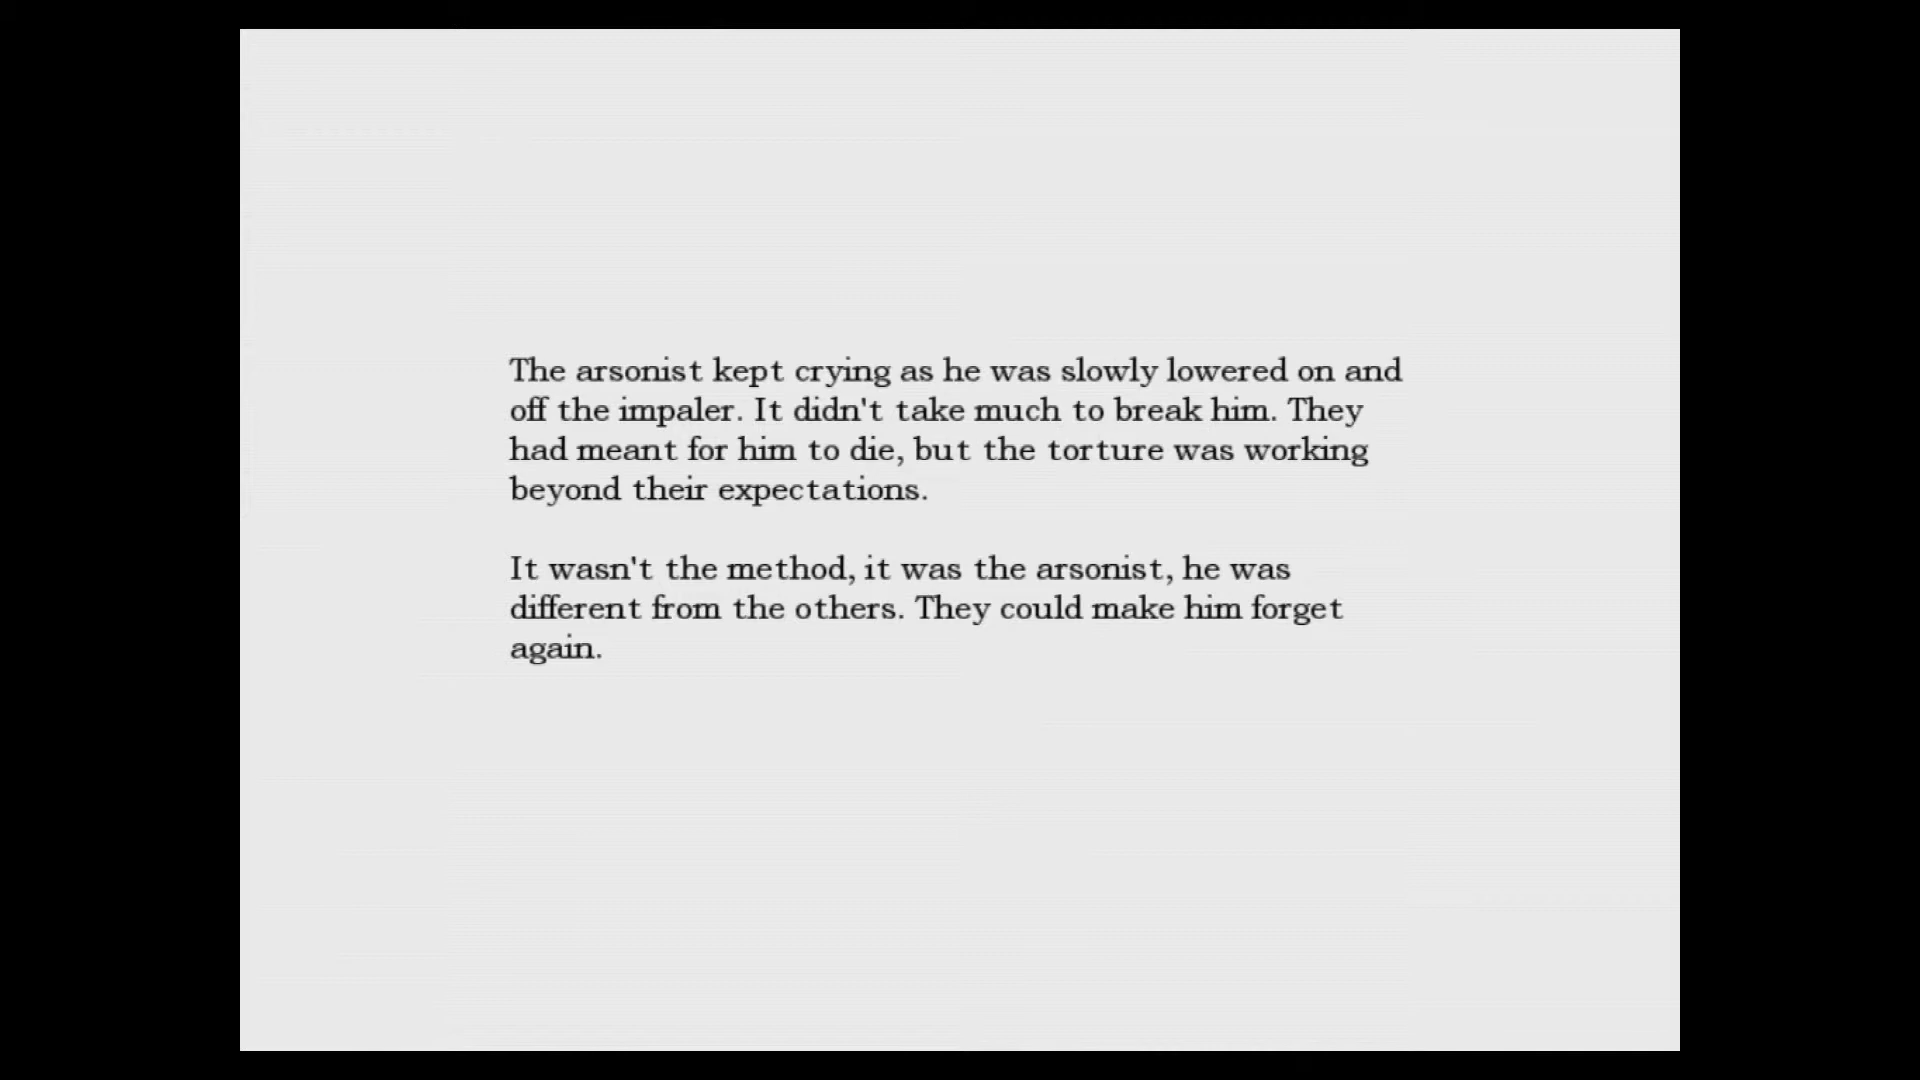 The arsonist kept crying as he was slowly lowered on and
off the impaler. It didn't take much to break him. They
had meant for him to die, but the torture was working
beyond their expectations.
It wasn't the method, it was the arsonist, he was
different from the others. They could make him forget
again.